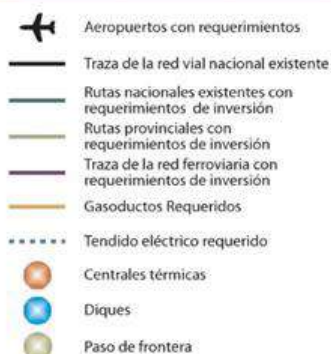 Aeropuertos con requerimientos
Traza de la red vial nacional existente
Rutas nacionales existentes con
requerimientos de inversión
Rutas provinciales con
requerimientos de inversión
Traza de la red ferroviaria con
requerimientos de inversión
Gasoductos Requeridos
Tendido eléctrico requerido
Centrales térmicas
Diques
Paso de frontera